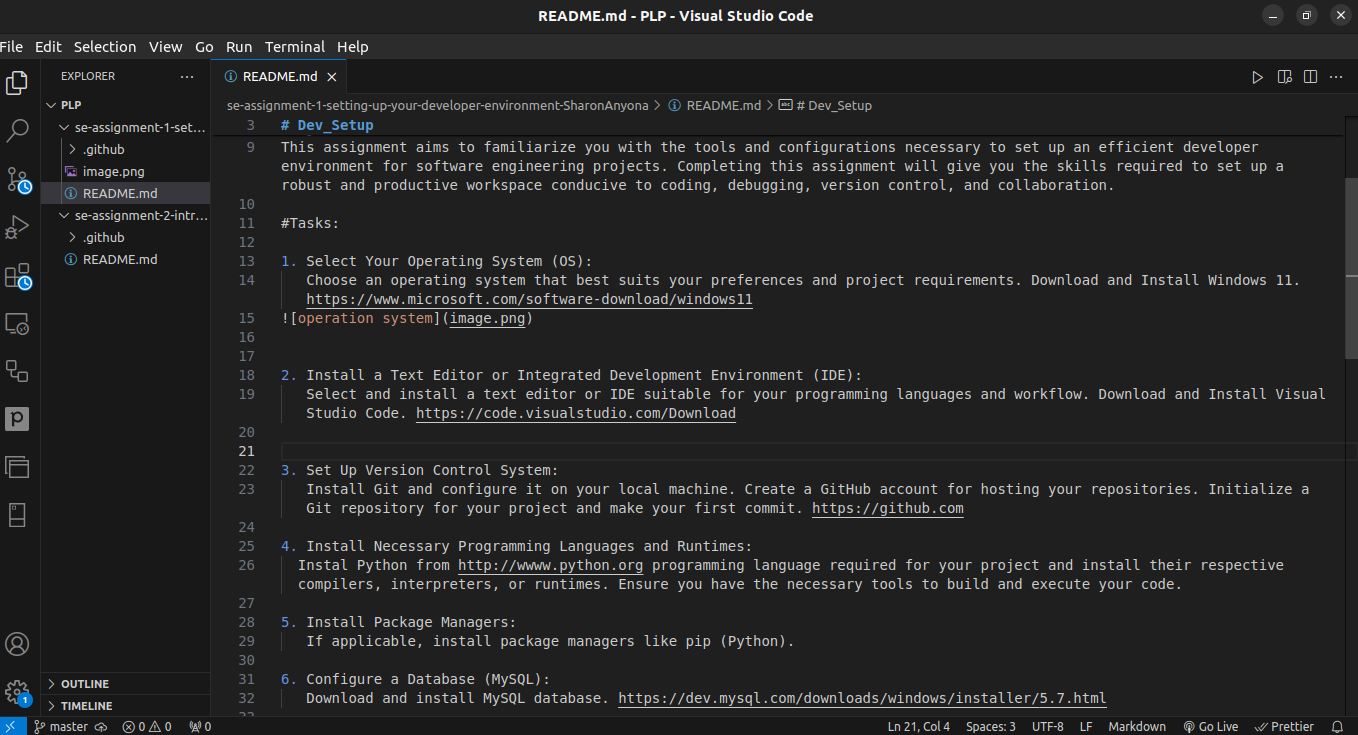 README.md - PLP - Visual Studio Code
File Edit Selection View Go Run Terminal Help
EXPLORER
PLP
se-assignment-1-set...
.github
image.png
README.md
se-assignment-2-intr...
.github
README.md
OUTLINE
TIMELINE
README.md
se-assignment-1-setting-up-your-developer-environment-SharonAnyona > README.md > # Dev_Setup
3 # Dev_Setup
9 This assignment aims to familiarize you with the tools and configurations necessary to set up an efficient developer
environment for software engineering projects. Completing this assignment will give you the skills required to set up a
robust and productive workspace conducive to coding, debugging, version control, and collaboration.
10
11 #Tasks:
12
13 1. Select Your Operating System (OS):
14 Choose an operating system that best suits your preferences and project requirements. Download and Install Windows 11.
https://www.microsoft.com/software-download/windows11
15 ![operation system](image.png)
16
17
18 2. Install a Text Editor or Integrated Development Environment (IDE):
19 Select and install a text editor or IDE suitable for your programming languages and workflow. Download and Install Visual
Studio Code. https://code.visualstudio.com/Download
20
21
22 3. Set Up Version Control System:
23 Install Git and configure it on your local machine. Create a GitHub account for hosting your repositories. Initialize a
Git repository for your project and make your first commit. https://github.com
24
25 4. Install Necessary Programming Languages and Runtimes:
26 Instal Python from http://wwww.python.org programming language required for your project and install their respective
compilers, interpreters, or runtimes. Ensure you have the necessary tools to build and execute your code.
27
28 5. Install Package Managers:
29 If applicable, install package managers like pip (Python).
30
31 6. Configure a Database (MySQL):
32 Download and install MySQL database. https://dev.mysql.com/downloads/windows/installer/5.7.html
1
master 0 0 0 Ln 21, Col 4 Spaces: 3 UTF-8 LF Markdown Go Live Prettier